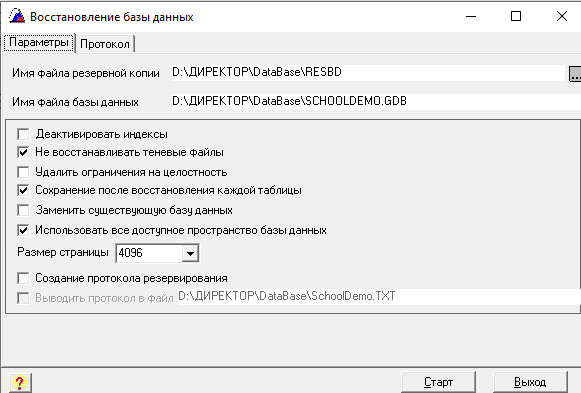 Восстановление базы данных
Параметры Протокол
Имя файла резервной копии D:\ДИРЕКТОР\DataBase\RESBD ...
Имя файла базы данных D:\ДИРЕКТОР\DataBase\SCHOOLDEMO.GDB
Деактивировать индексы
Не восстанавливать теневые файлы
Удалить ограничения на целостность
Сохранение после восстановления каждой таблицы
Заменить существующую базу данных
Использовать все доступное пространство базы данных
Размер страницы 4096
Создание протокола резервирования
Выводить протокол в файл D:\ДИРЕКТОР\DataBase\SchoolDemo.TXT
? Старт Выход